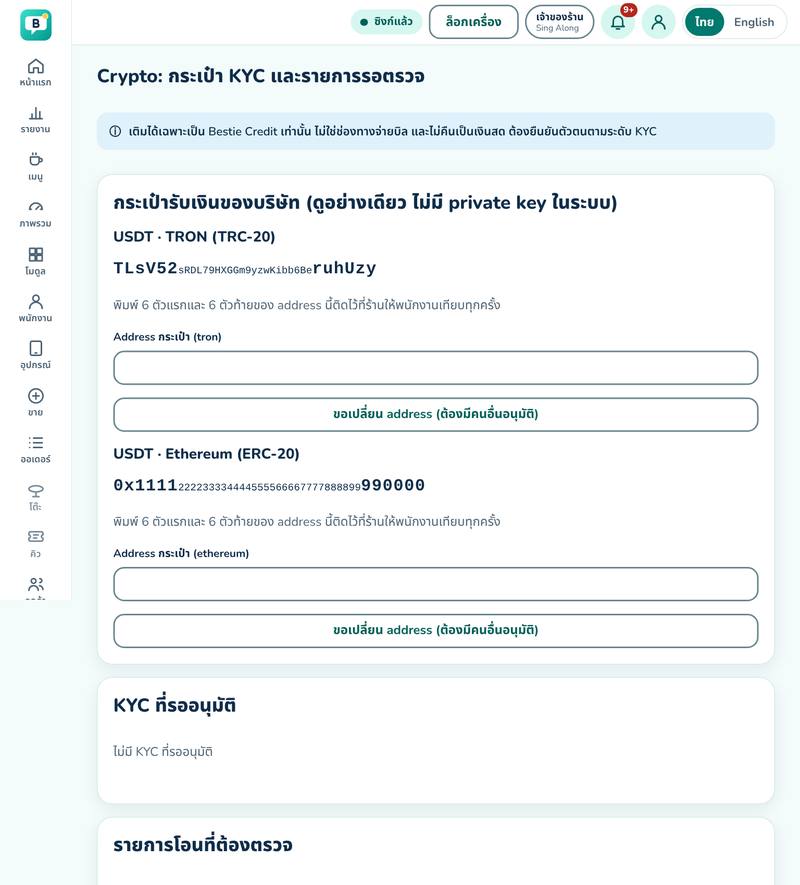 B
ซิงก์แล้ว
ล็อกเครื่อง
เจ้าของร้าน
Sing Along
9+
ไทย
English
หน้าแรก
รายงาน
เมนู
ภาพรวม
โมดูล
พนักงาน
อุปกรณ์
ขาย
ออเดอร์
โต๊ะ
คิว
Crypto: กระเป๋า KYC และรายการรอตรวจ
เติมได้เฉพาะเป็น Bestie Credit เท่านั้น ไม่ใช่ช่องทางจ่ายบิล และไม่คืนเป็นเงินสด ต้องยืนยันตัวตนตามระดับ KYC
กระเป๋ารับเงินของบริษัท (ดูอย่างเดียว ไม่มี private key ในระบบ)
USDT · TRON (TRC-20)
TLsV52sRDL79HXGGm9yzwKibb6BeruhUzy
พิมพ์ 6 ตัวแรกและ 6 ตัวท้ายของ address นี้ติดไว้ที่ร้านให้พนักงานเทียบทุกครั้ง
Address กระเป๋า (tron)
ขอเปลี่ยน address (ต้องมีคนอื่นอนุมัติ)
USDT · Ethereum (ERC-20)
0x11112222333344445555666677778888999​90000
พิมพ์ 6 ตัวแรกและ 6 ตัวท้ายของ address นี้ติดไว้ที่ร้านให้พนักงานเทียบทุกครั้ง
Address กระเป๋า (ethereum)
ขอเปลี่ยน address (ต้องมีคนอื่นอนุมัติ)
KYC ที่รออนุมัติ
ไม่มี KYC ที่รออนุมัติ
รายการโอนที่ต้องตรวจ